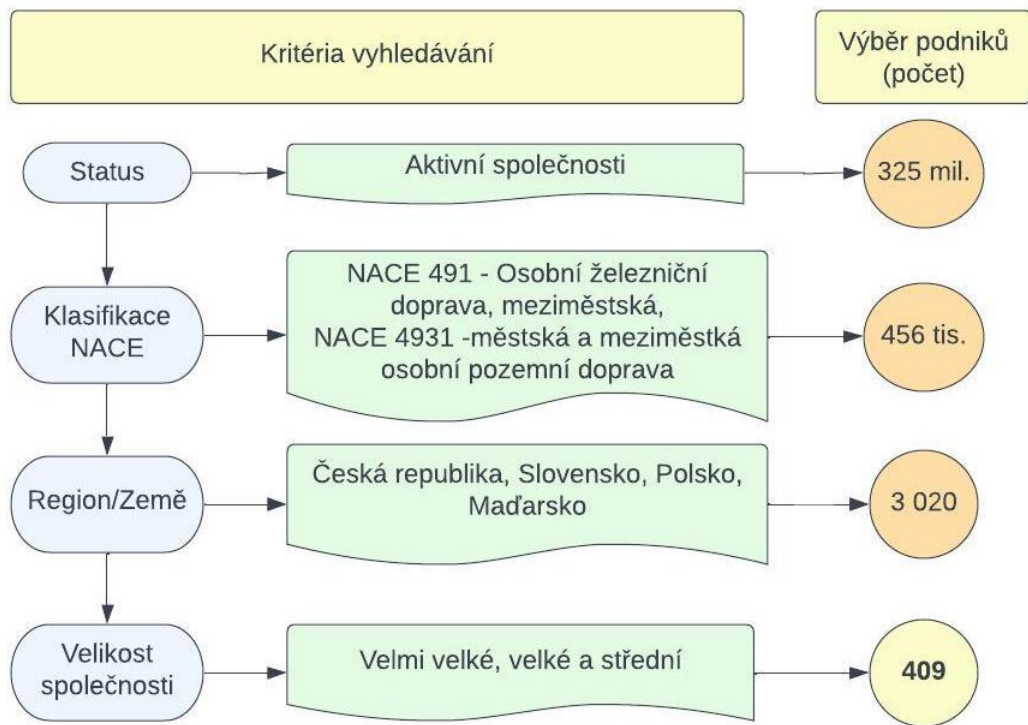 Kritéria vyhledávání
Výběr podniků
(počet)
Status
Aktivní společnosti
325 mil.
Klasifikace
NACE
NACE 491 - Osobní železniční
doprava, meziměstská,
NACE 4931 -městská a meziměstká
osobní pozemní doprava
456 tis.
Region/Země
Česká republika, Slovensko, Polsko,
Maďarsko
3 020
Velikost
společnosti
Velmi velké, velké a střední
409